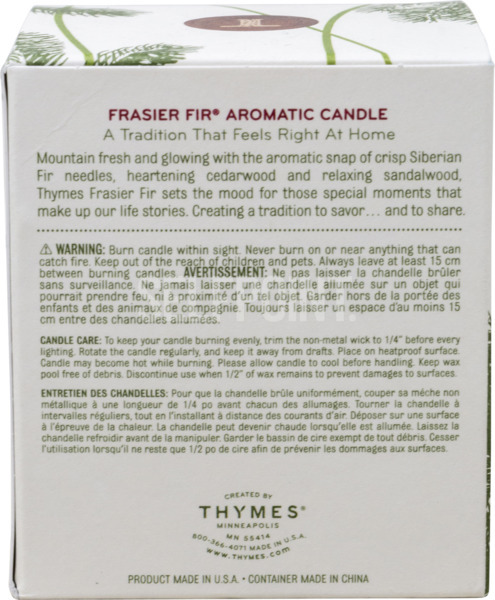 FRASIER FIR® AROMATIC CANDLE
A Tradition That Feels Right At Home
Mountain fresh and glowing with the aromatic snap of crisp Siberian
Fir needles, heartening cedarwood and relaxing sandalwood,
Thymes Frasier Fir sets the mood for those special moments that
make up our life stories. Creating a tradition to savor... and to share.
⚠ WARNING: Burn candle within sight. Never burn on or near anything that can
catch fire. Keep out of the reach of children and pets. Always leave at least 15 cm
between burning candles. AVERTISSEMENT: Ne pas laisser la chandelle brûler
sans surveillance. Ne jamais laisser une chandelle allumée sur un objet qui
pourrait prendre feu, ou à proximité d'un tel objet. Garder hors de la portée des
enfants et des animaux de compagnie. Toujours laisser un espace d'au moins 15
cm entre des chandelles allumées.
CANDLE CARE: To keep your candle burning evenly, trim the non-metal wick to 1/4" before every
lighting. Rotate the candle regularly, and keep it away from drafts. Place on heatproof surface.
Candle may become hot while burning. Please allow candle to cool before handling. Keep wax
pool free of debris. Discontinue use when 1/2" of wax remains to prevent damages to surfaces.
ENTRETIEN DES CHANDELLES: Pour que la chandelle brûle uniformément, couper sa mèche non
métallique à une longueur de 1/4 po avant chacun des allumages. Tourner la chandelle à
intervalles réguliers, tout en l'installant à distance des courants d'air. Déposer sur une surface
à l'épreuve de la chaleur. La chandelle peut devenir chaude lorsqu'elle est allumée. Laissez la
chandelle refroidir avant de la manipuler. Garder le bassin de cire exempt de tout débris. Cesser
l'utilisation lorsqu'il ne reste que 1/2 po de cire afin de prévenir les dommages aux surfaces.
CREATED BY
THYMES®
MINNEAPOLIS
MN 55414
800-366-4071 MADE IN U.S.A.
WWW.THYMES.COM
PRODUCT MADE IN U.S.A. • CONTAINER MADE IN CHINA